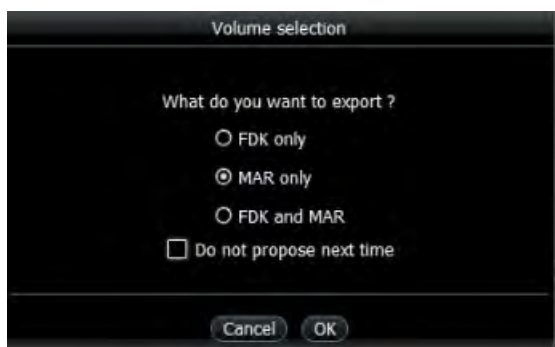 Volume selection
What do you want to export ?
FDK only
MAR only
FDK and MAR
Do not propose next time
Cancel OK